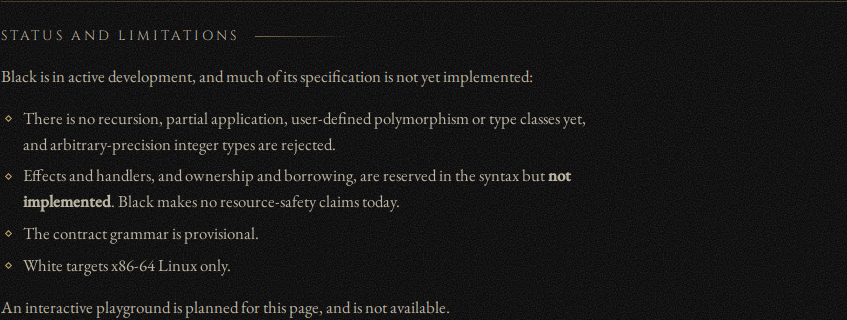 STATUS AND LIMITATIONS
Black is in active development, and much of its specification is not yet implemented:
There is no recursion, partial application, user-defined polymorphism or type classes yet,
and arbitrary-precision integer types are rejected.
Effects and handlers, and ownership and borrowing, are reserved in the syntax but not
implemented. Black makes no resource-safety claims today.
The contract grammar is provisional.
White targets x86-64 Linux only.
An interactive playground is planned for this page, and is not available.